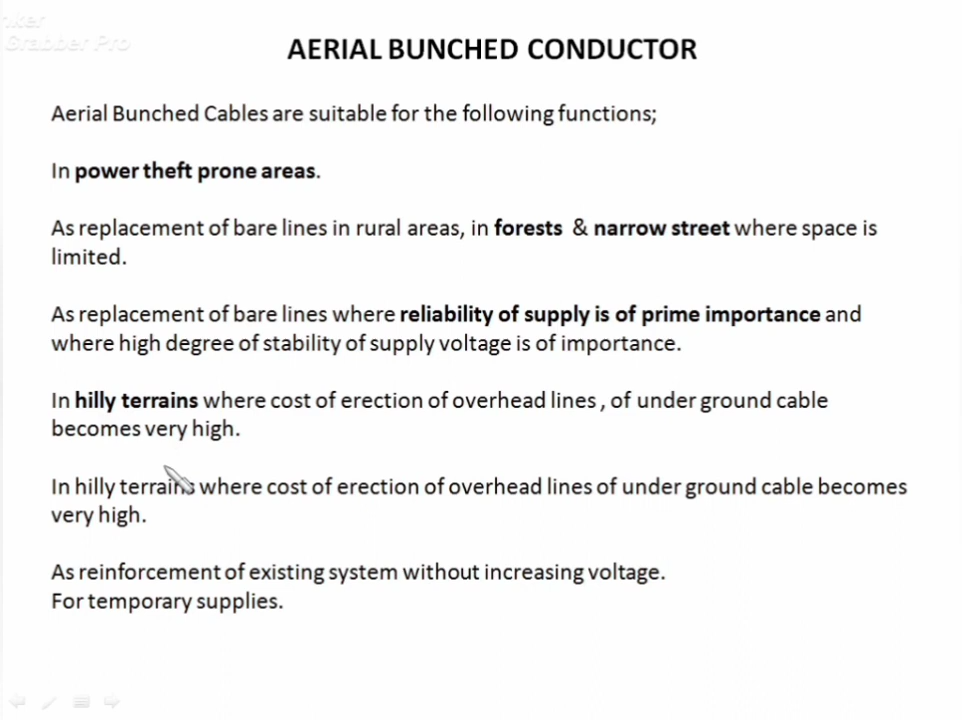 Grabber Pro
AERIAL BUNCHED CONDUCTOR
Aerial Bunched Cables are suitable for the following functions;
In power theft prone areas.
As replacement of bare lines in rural areas, in forests & narrow street where space is
limited.
As replacement of bare lines where reliability of supply is of prime importance and
where high degree of stability of supply voltage is of importance.
In hilly terrains where cost of erection of overhead lines , of under ground cable
becomes very high.
In hilly terrains where cost of erection of overhead lines of under ground cable becomes
very high.
As reinforcement of existing system without increasing voltage.
For temporary supplies.